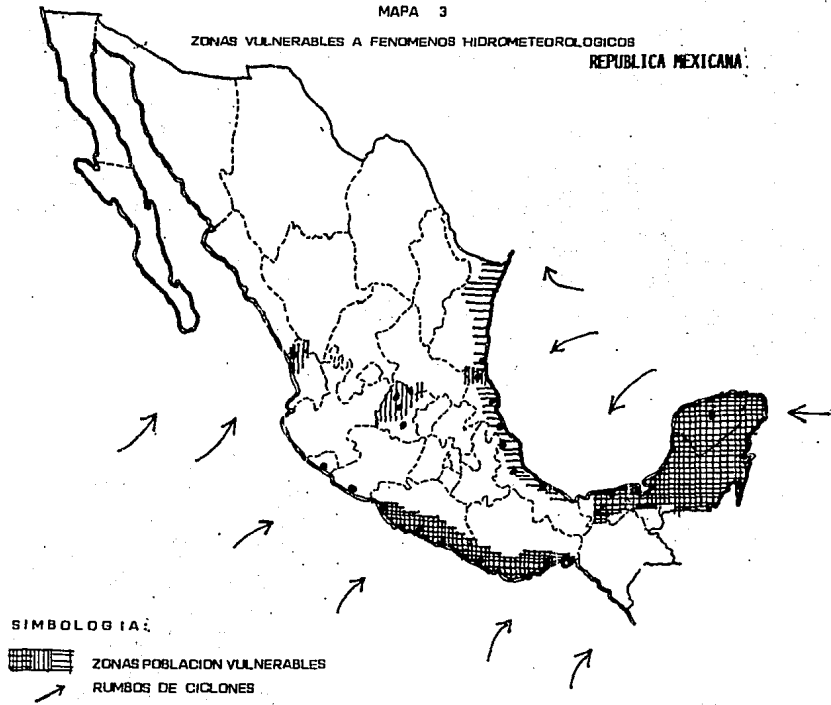 MAPA 3
ZONAS VULNERABLES A FENOMENOS HIDROMETEOROLOGICOS
REPUBLICA MEXICANA
SIMBOLOGIA:
ZONAS POBLACION VULNERABLES
RUMBOS DE CICLONES